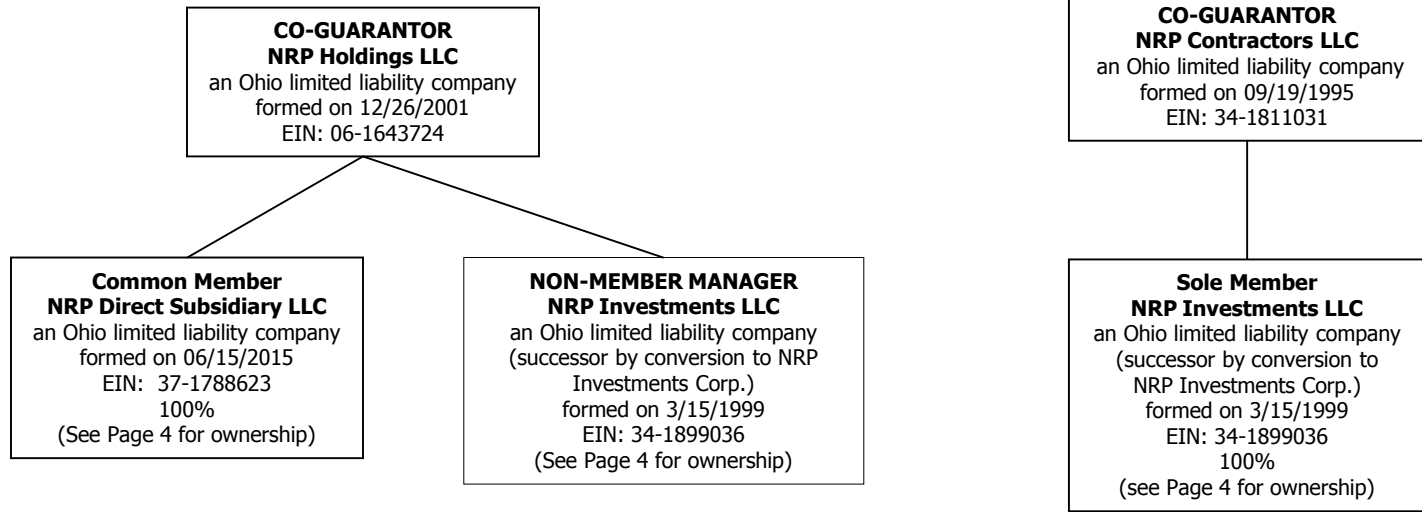 CO-GUARANTOR
NRP Holdings LLC
an Ohio limited liability company
formed on 12/26/2001
EIN: 06-1643724
CO-GUARANTOR
NRP Contractors LLC
an Ohio limited liability company
formed on 09/19/1995
EIN: 34-1811031
Common Member
NRP Direct Subsidiary LLC
an Ohio limited liability company
formed on 06/15/2015
EIN:  37-1788623
100%
(See Page 4 for ownership)
NON-MEMBER MANAGER
NRP Investments LLC
an Ohio limited liability company
(successor by conversion to NRP
Investments Corp.)
formed on 3/15/1999
EIN: 34-1899036
(See Page 4 for ownership)
Sole Member
NRP Investments LLC
an Ohio limited liability company
(successor by conversion to
NRP Investments Corp.)
formed on 3/15/1999
EIN: 34-1899036
100%
(see Page 4 for ownership)